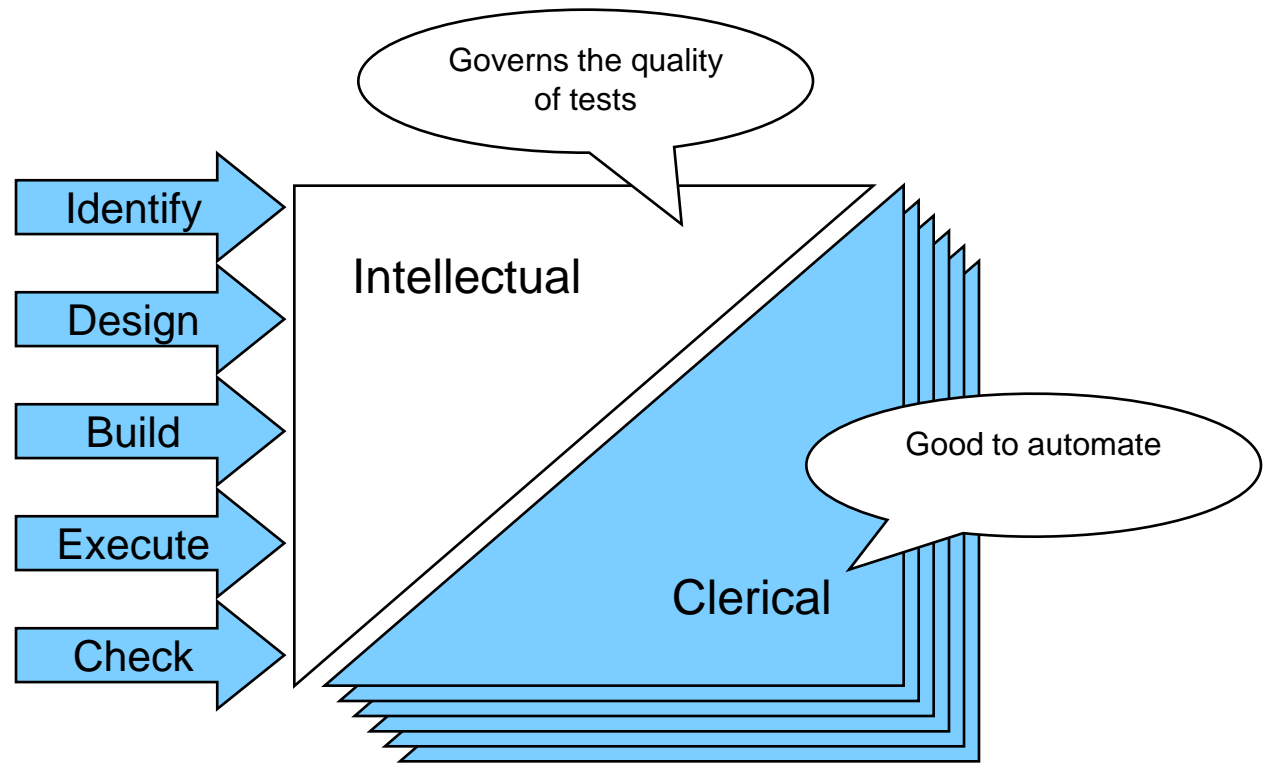 Governs the quality
of tests
Identify
Intellectual
Design
Build
Good to automate
Execute
Clerical
Check